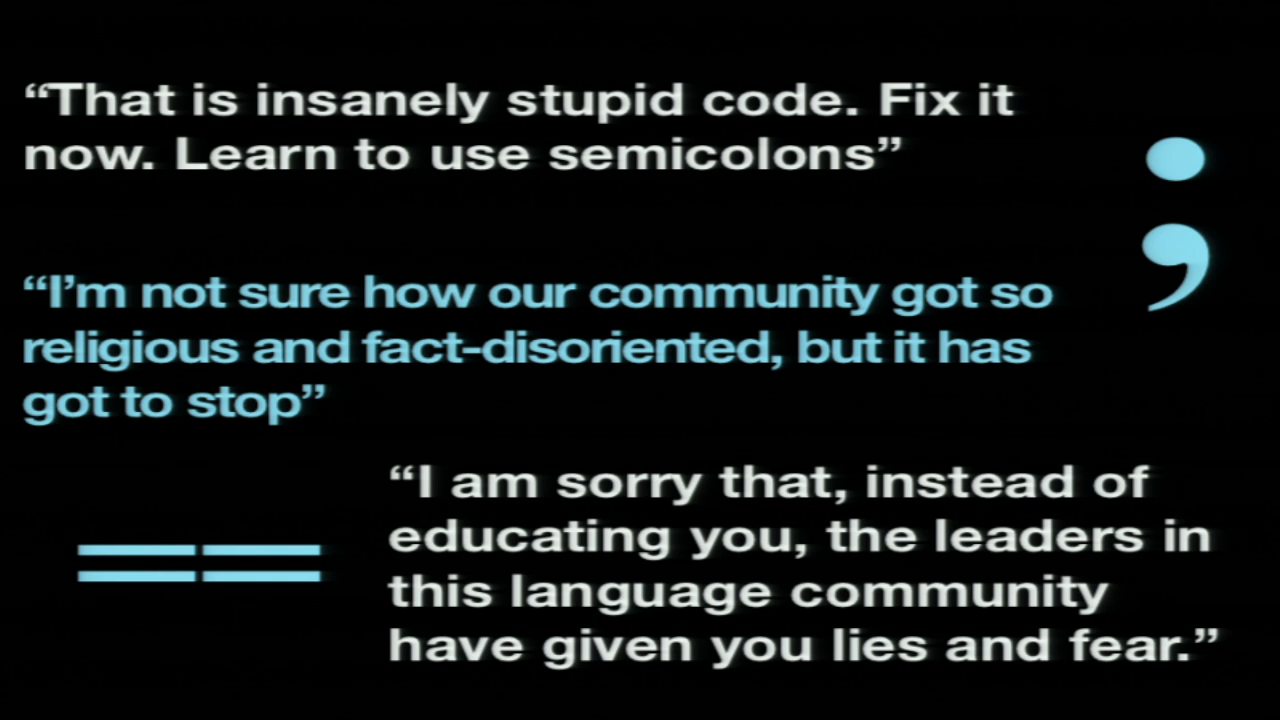 “That is insanely stupid code. Fix it
now. Learn to use semicolons”
;
“I’m not sure how our community got so
religious and fact-disoriented, but it has
got to stop”
==
“I am sorry that, instead of
educating you, the leaders in
this language community
have given you lies and fear.”